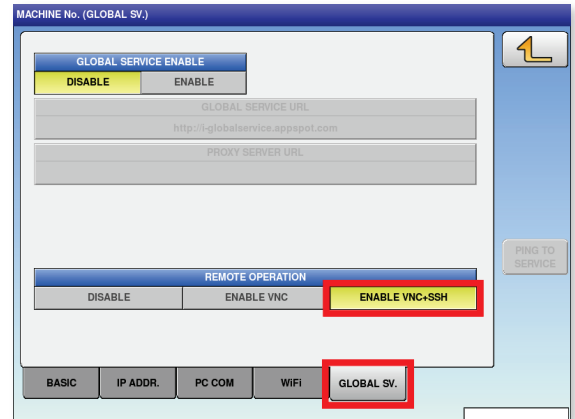 MACHINE No. (GLOBAL SV.)
GLOBAL SERVICE ENABLE
DISABLE ENABLE
GLOBAL SERVICE URL
http://i-globalservice.appspot.com
PROXY SERVER URL
PING TO
SERVICE
REMOTE OPERATION
DISABLE ENABLE VNC ENABLE VNC+SSH
BASIC IP ADDR. PC COM WiFi GLOBAL SV.